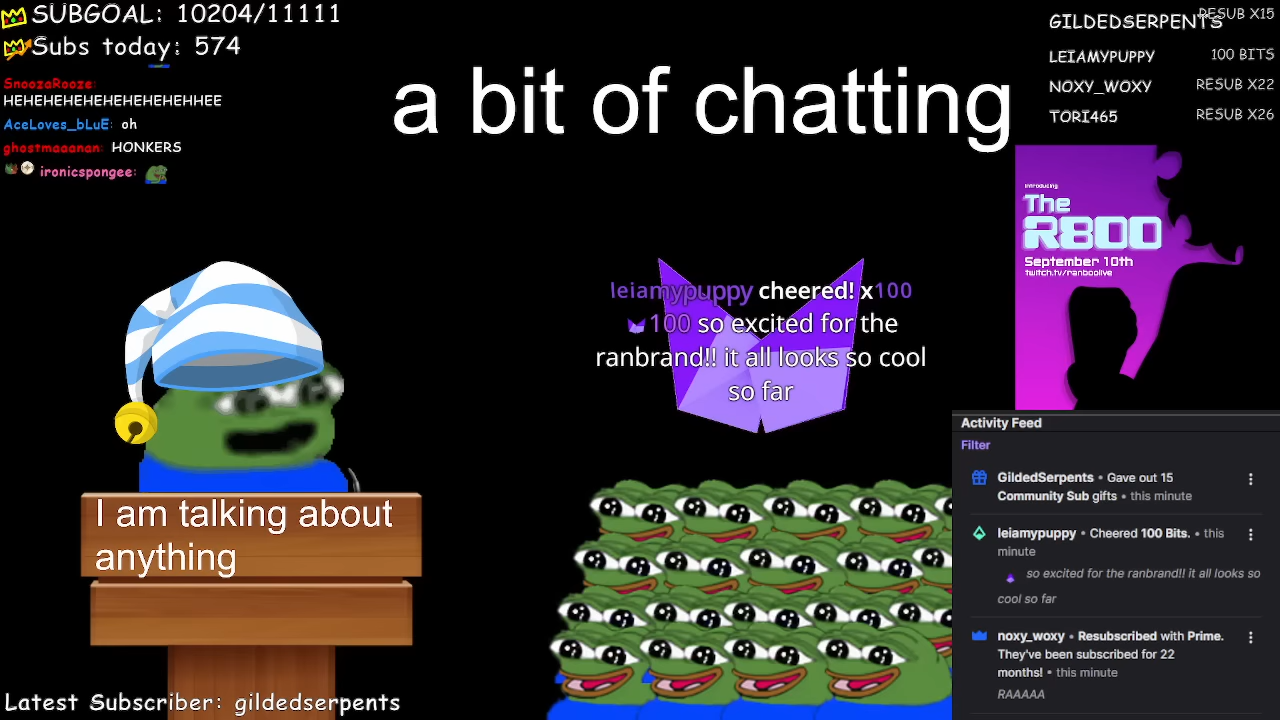 SUBGOAL: 10204/11111
Subs today: 574
SnoozaRooze:
HEHEHEHEHEHEHEHEHEHHEE
AceLoves_bLuE: oh
ghostmaaanan: HONKERS
ironicspongee:
a bit of chatting
GILDEDSERPENTS RESUB X15
LEIAMYPUPPY 100 BITS
NOXY_WOXY RESUB X22
TORI465 RESUB X26
Introducing
The
R800
September 10th
twitch.tv/ranboolive
leiamypuppy cheered! x100
100 so excited for the
ranbrand!! it all looks so cool
so far
I am talking about
anything
Activity Feed
Filter
GildedSerpents • Gave out 15
Community Sub gifts • this minute
leiamypuppy • Cheered 100 Bits. • this
minute
so excited for the ranbrand!! it all looks so
cool so far
noxy_woxy • Resubscribed with Prime.
They've been subscribed for 22
months! • this minute
RAAAAA
Latest Subscriber: gildedserpents